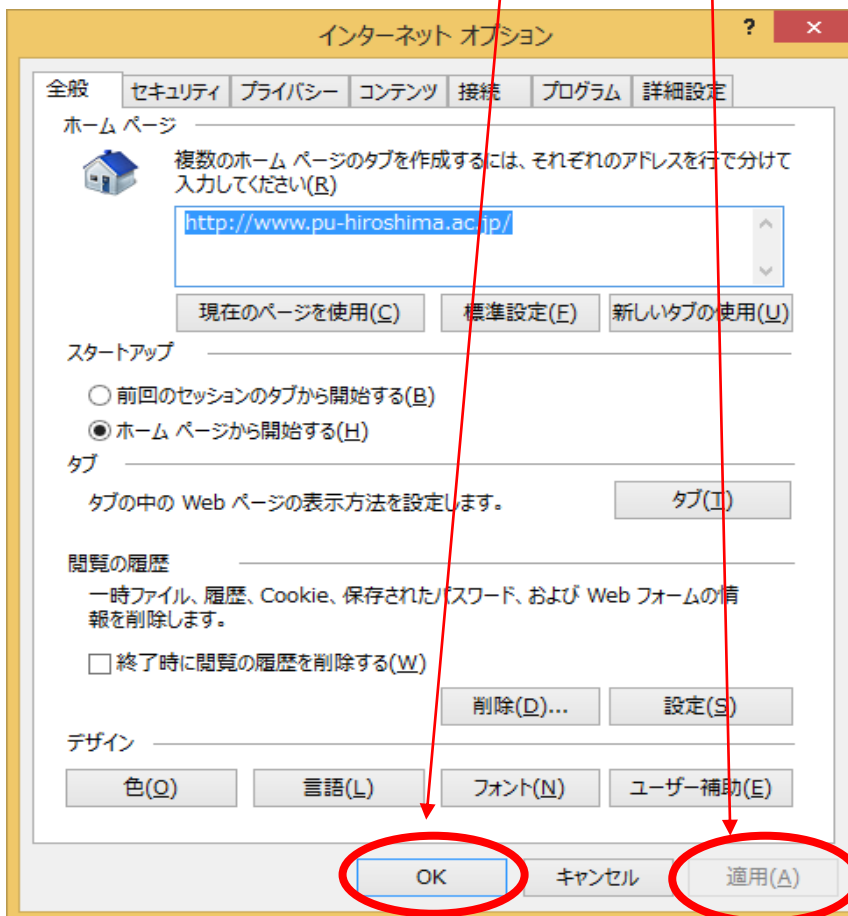 インターネット オプション
?
×
全般 セキュリティ プライバシー コンテンツ 接続 プログラム 詳細設定
ホーム ページ
複数のホーム ページのタブを作成するには、それぞれのアドレスを行で分けて
入力してください(R)
http://www.pu-hiroshima.ac.jp/
現在のページを使用(C) 標準設定(F) 新しいタブの使用(U)
スタートアップ
前回のセッションのタブから開始する(B)
ホーム ページから開始する(H)
タブ
タブの中の Web ページの表示方法を設定します。
タブ(T)
閲覧の履歴
一時ファイル、履歴、Cookie、保存されたパスワード、および Web フォームの情
報を削除します。
終了時に閲覧の履歴を削除する(W)
削除(D)... 設定(S)
デザイン
色(O) 言語(L) フォント(N) ユーザー補助(E)
OK キャンセル 適用(A)